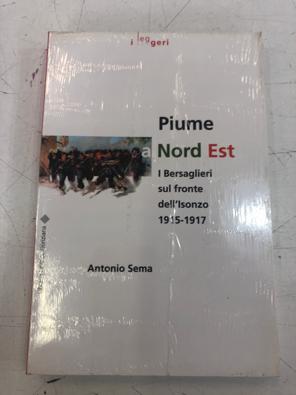 i leggeri
Piume
a Nord Est
I Bersaglieri
sul fronte
dell'Isonzo
1915-1917
Antonio Sema